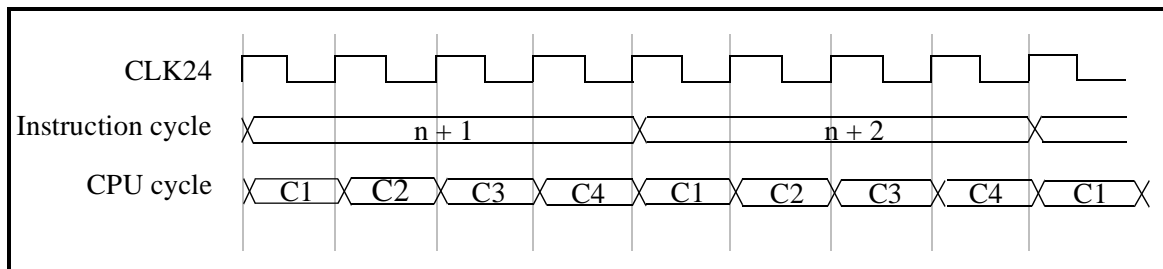 CLK24
Instruction cycle n + 1 n + 2
CPU cycle C1 C2 C3 C4 C1 C2 C3 C4 C1